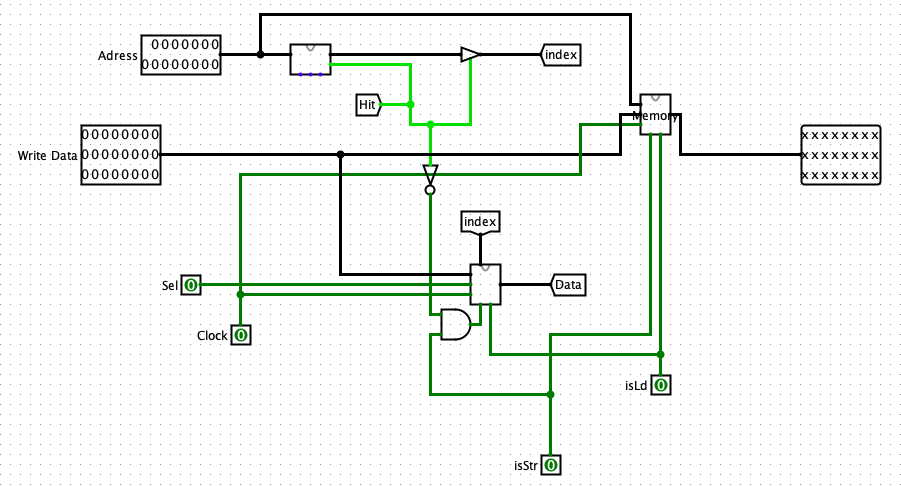 0000000
Adress
00000000
index
Hit
Memory
00000000
Write Data
00000000
00000000
xxxxxxxx
xxxxxxxx
xxxxxxxx
index
Sel 0
Data
Clock 0
isLd 0
isStr 0